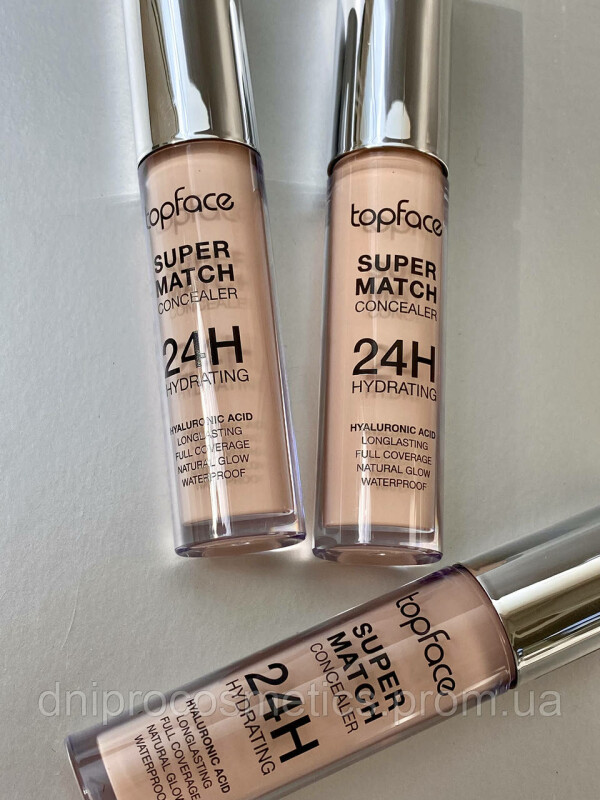 topface
SUPER
MATCH
CONCEALER
24H
HYDRATING
HYALURONIC ACID
LONGLASTING
FULL COVERAGE
NATURAL GLOW
WATERPROOF
topface
SUPER
MATCH
CONCEALER
24H
HYDRATING
HYALURONIC ACID
LONGLASTING
FULL COVERAGE
NATURAL GLOW
WATERPROOF
topface
SUPER
MATCH
CONCEALER
24H
HYDRATING
HYALURONIC ACID
LONGLASTING
FULL COVERAGE
NATURAL GLOW
WATERPROOF
dniprocosmetics.prom.ua